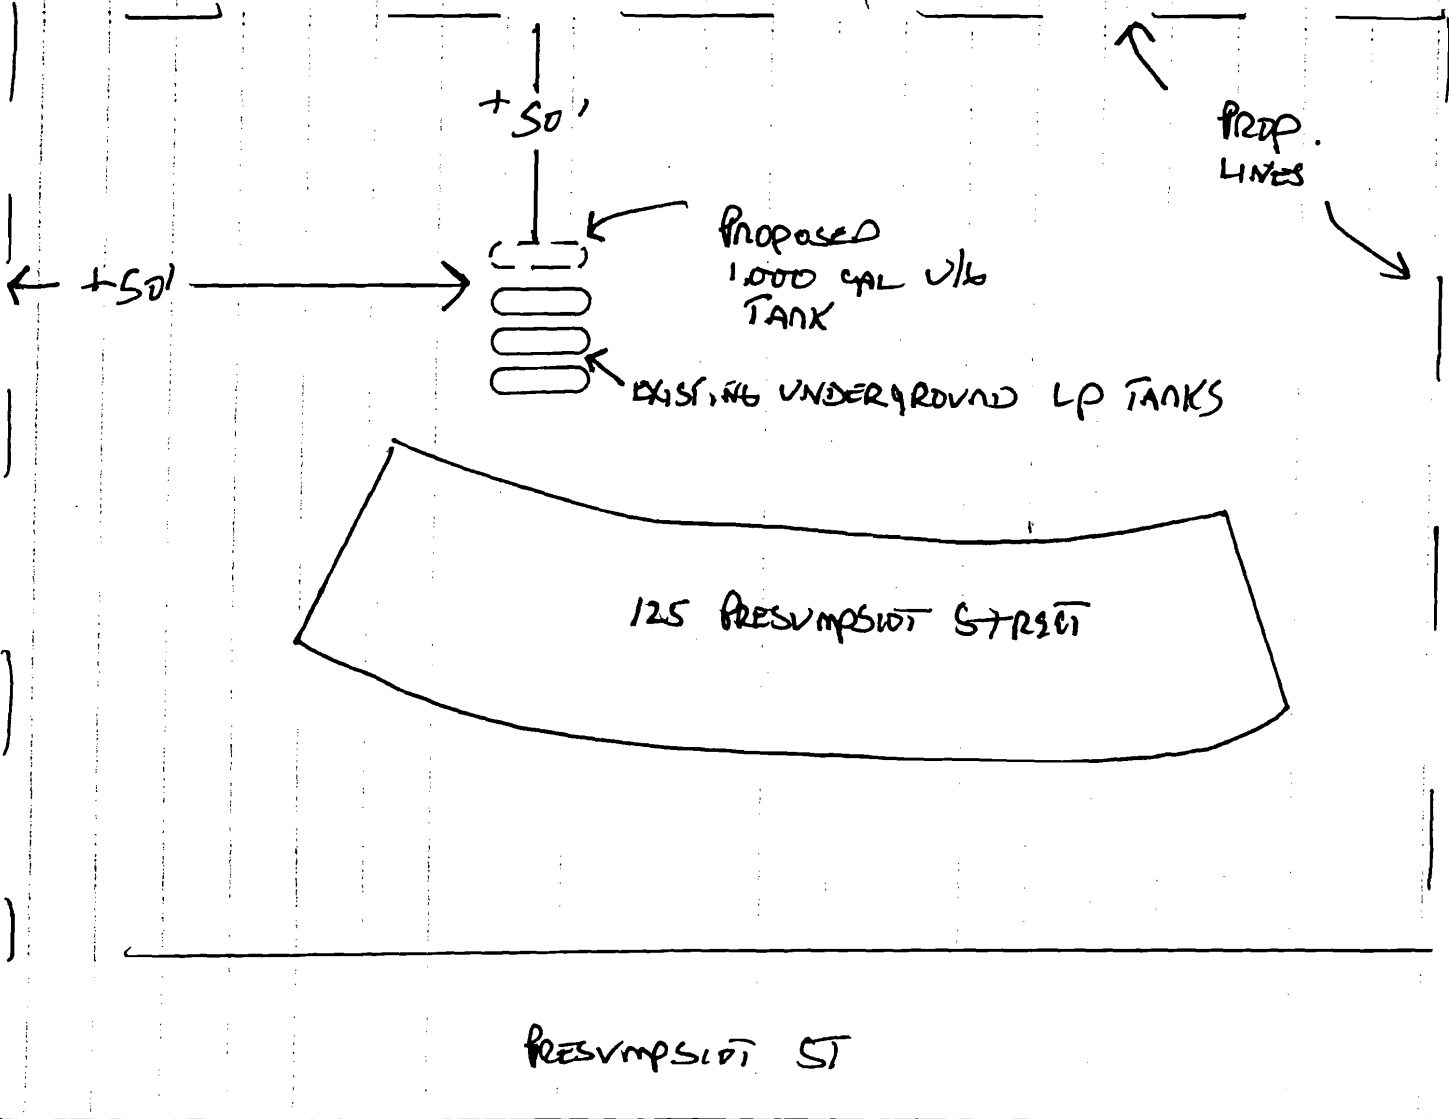 +50'
PROP.
LINES
PROPOSED
1,000 GAL U/G
TANK
+50'
EXISTING UNDERGROUND LP TANKS
125 PRESUMPSCOT STREET
PRESUMPSCOT ST